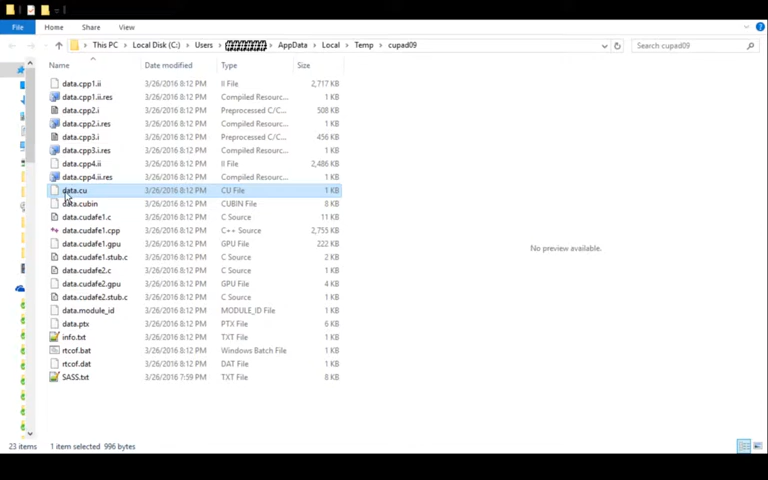 File Home Share View
This PC Local Disk (C:) Users ####### AppData Local Temp cupad09 Search cupad09
Name Date modified Type Size
data.cpp1.ii 3/26/2016 8:12 PM II File 2,717 KB
data.cpp1.ii.res 3/26/2016 8:12 PM Compiled Resourc... 1 KB
data.cpp2.i 3/26/2016 8:12 PM Preprocessed C/C... 508 KB
data.cpp2.i.res 3/26/2016 8:12 PM Compiled Resourc... 1 KB
data.cpp3.i 3/26/2016 8:12 PM Preprocessed C/C... 456 KB
data.cpp3.i.res 3/26/2016 8:12 PM Compiled Resourc... 1 KB
data.cpp4.ii 3/26/2016 8:12 PM II File 2,486 KB
data.cpp4.ii.res 3/26/2016 8:12 PM Compiled Resourc... 1 KB
data.cu 3/26/2016 8:12 PM CU File 1 KB
data.cubin 3/26/2016 8:12 PM CUBIN File 8 KB
data.cudafe1.c 3/26/2016 8:12 PM C Source 11 KB
data.cudafe1.cpp 3/26/2016 8:12 PM C++ Source 2,755 KB
data.cudafe1.gpu 3/26/2016 8:12 PM GPU File 222 KB
data.cudafe1.stub.c 3/26/2016 8:12 PM C Source 1 KB
data.cudafe2.c 3/26/2016 8:12 PM C Source 1 KB
data.cudafe2.gpu 3/26/2016 8:12 PM GPU File 4 KB
data.cudafe2.stub.c 3/26/2016 8:12 PM C Source 1 KB
data.module_id 3/26/2016 8:12 PM MODULE_ID File 1 KB
data.ptx 3/26/2016 8:12 PM PTX File 6 KB
info.txt 3/26/2016 8:12 PM TXT File 1 KB
rtcof.bat 3/26/2016 8:12 PM Windows Batch File 1 KB
rtcof.dat 3/26/2016 8:12 PM DAT File 1 KB
SASS.txt 3/26/2016 7:59 PM TXT File 8 KB
No preview available.
23 items 1 item selected 996 bytes